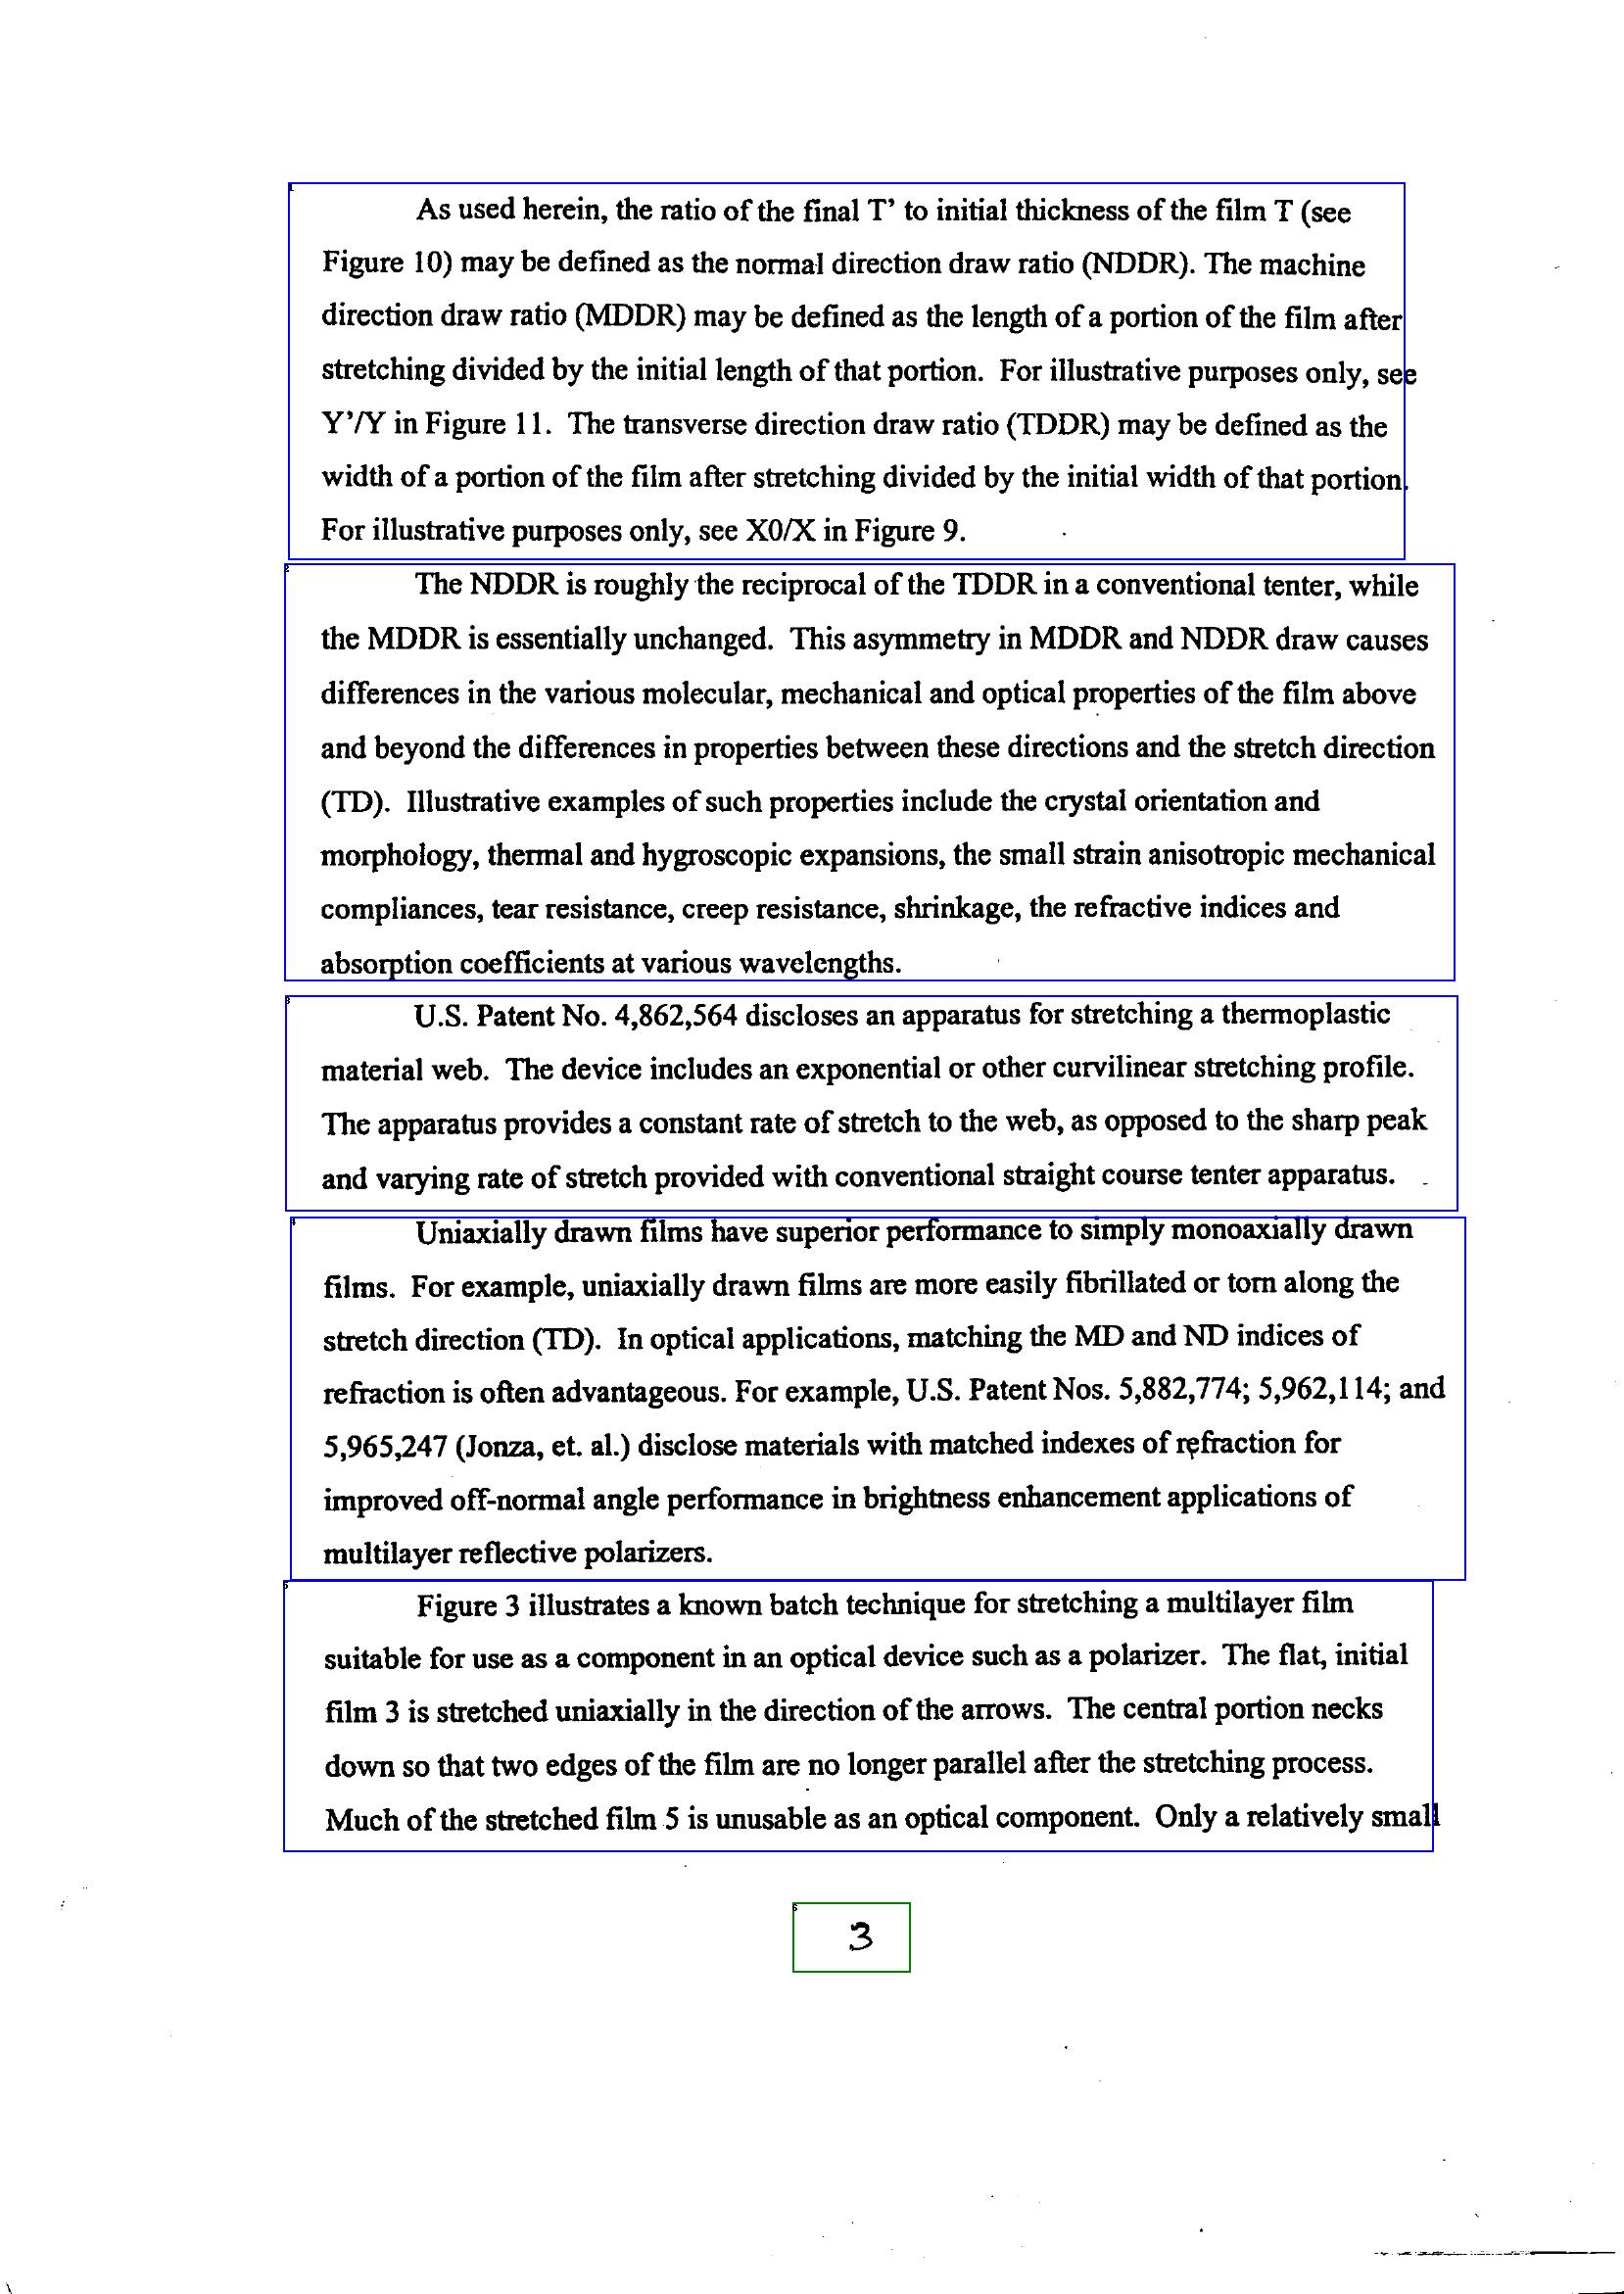 As used herein, the ratio of the final T’ to initial thickness of the film T (see
Figure 10) may be defined as the normal direction draw ratio (NDDR). The machine
direction draw ratio (MDDR) may be defined as the length of a portion of the film after
stretching divided by the initial length of that portion. For illustrative purposes only, see
Y’/Y in Figure 11. The transverse direction draw ratio (TDDR) may be defined as the
width of a portion of the film after stretching divided by the initial width of that portion.
For illustrative purposes only, see X0/X in Figure 9.
The NDDR is roughly the reciprocal of the TDDR in a conventional tenter, while
the MDDR is essentially unchanged. This asymmetry in MDDR and NDDR draw causes
differences in the various molecular, mechanical and optical properties of the film above
and beyond the differences in properties between these directions and the stretch direction
(TD). Illustrative examples of such properties include the crystal orientation and
morphology, thermal and hygroscopic expansions, the small strain anisotropic mechanical
compliances, tear resistance, creep resistance, shrinkage, the refractive indices and
absorption coefficients at various wavelengths.
U.S. Patent No. 4,862,564 discloses an apparatus for stretching a thermoplastic
material web. The device includes an exponential or other curvilinear stretching profile.
The apparatus provides a constant rate of stretch to the web, as opposed to the sharp peak
and varying rate of stretch provided with conventional straight course tenter apparatus.
Uniaxially drawn films have superior performance to simply monoaxially drawn
films. For example, uniaxially drawn films are more easily fibrillated or torn along the
stretch direction (TD). In optical applications, matching the MD and ND indices of
refraction is often advantageous. For example, U.S. Patent Nos. 5,882,774; 5,962,114; and
5,965,247 (Jonza, et. al.) disclose materials with matched indexes of refraction for
improved off-normal angle performance in brightness enhancement applications of
multilayer reflective polarizers.
Figure 3 illustrates a known batch technique for stretching a multilayer film
suitable for use as a component in an optical device such as a polarizer. The flat, initial
film 3 is stretched uniaxially in the direction of the arrows. The central portion necks
down so that two edges of the film are no longer parallel after the stretching process.
Much of the stretched film 5 is unusable as an optical component. Only a relatively small
3